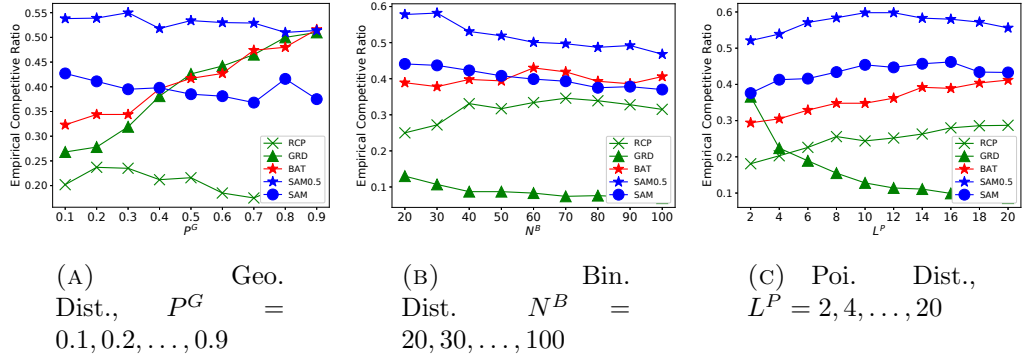 0.55
0.50
0.45
0.40
0.35
0.30
0.25
0.20
Empirical Competitive Ratio
0.1 0.2 0.3 0.4 0.5 0.6 0.7 0.8 0.9
P^G
RCP
GRD
BAT
SAM0.5
SAM
0.6
0.5
0.4
0.3
0.2
0.1
Empirical Competitive Ratio
20 30 40 50 60 70 80 90 100
N^B
RCP
GRD
BAT
SAM0.5
SAM
0.6
0.5
0.4
0.3
0.2
0.1
Empirical Competitive Ratio
2 4 6 8 10 12 14 16 18 20
L^P
RCP
GRD
BAT
SAM0.5
SAM
(A) Geo.
Dist., P^G =
0.1, 0.2, . . . , 0.9
(B) Bin.
Dist. N^B =
20, 30, . . . , 100
(C) Poi. Dist.,
L^P = 2, 4, . . . , 20